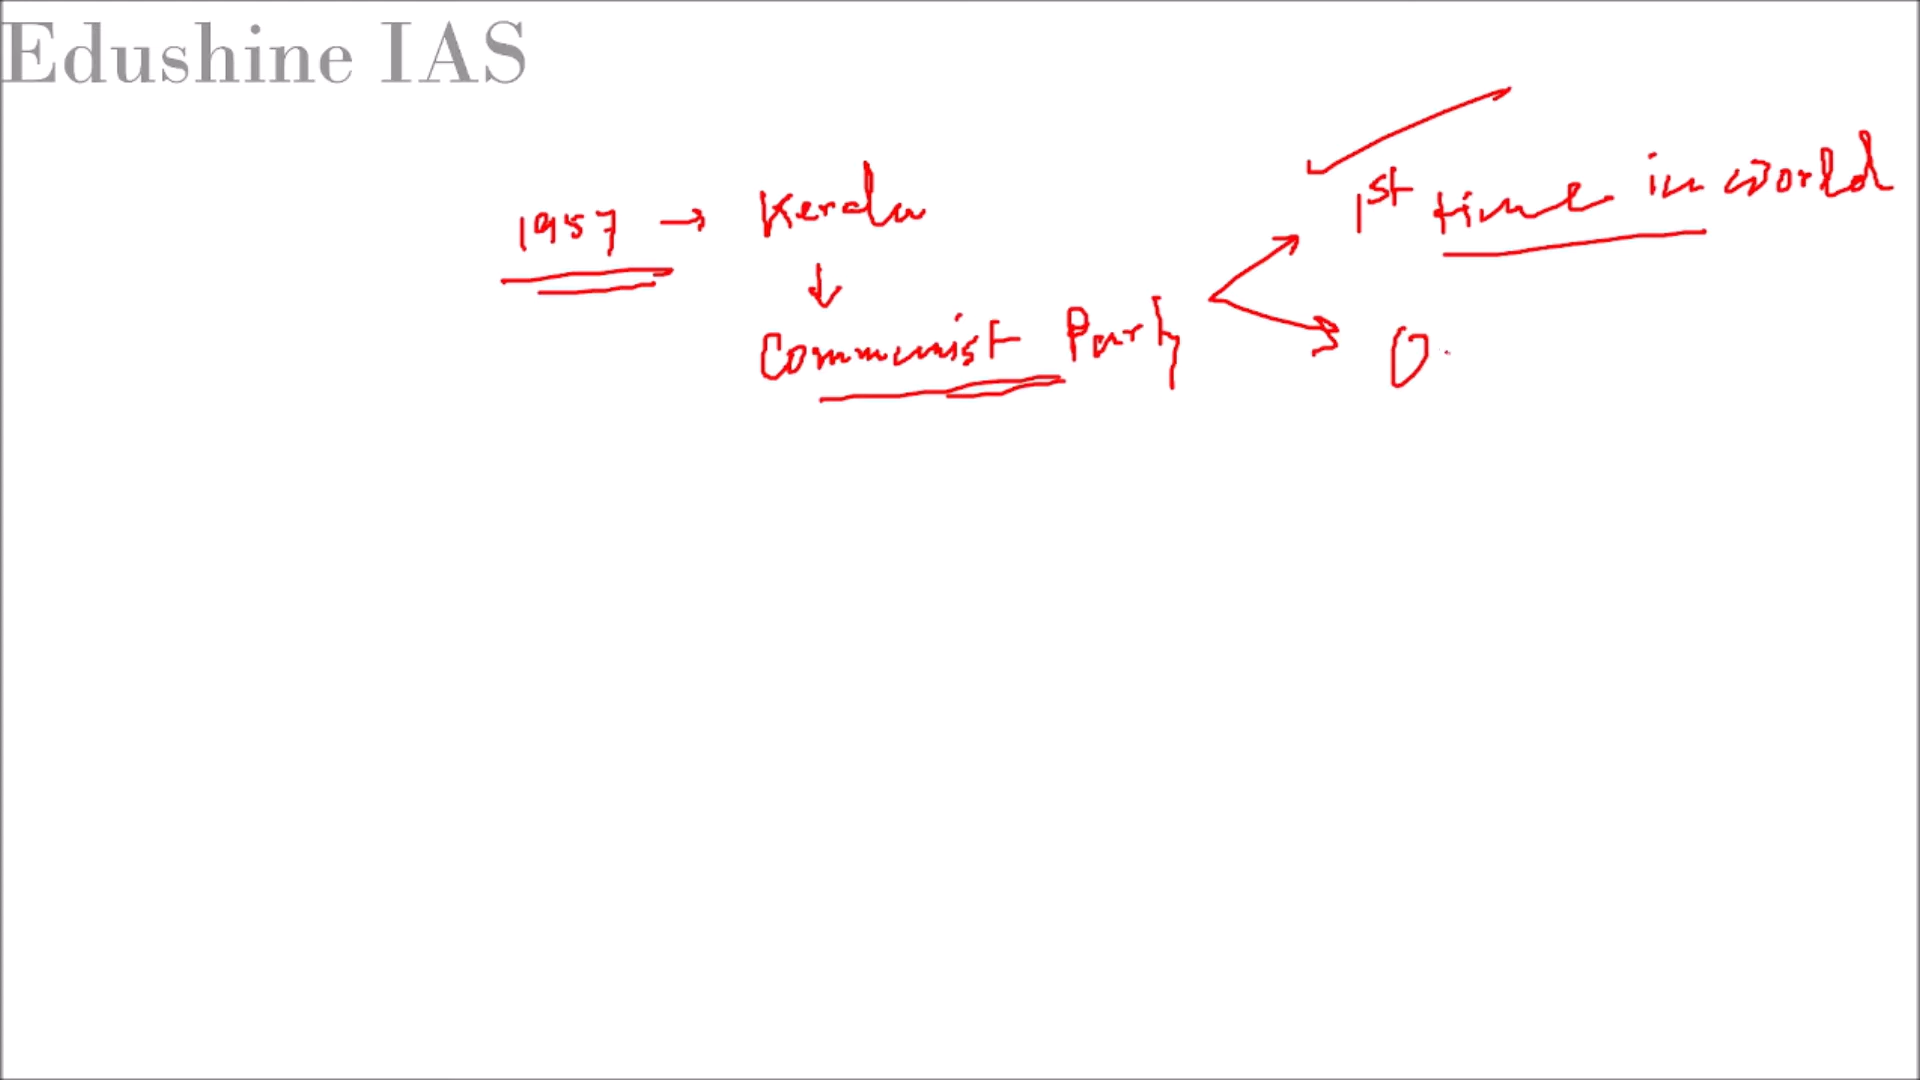 Edushine IAS
1957 → Kerala
↓
Communist Party
1st time in world
O